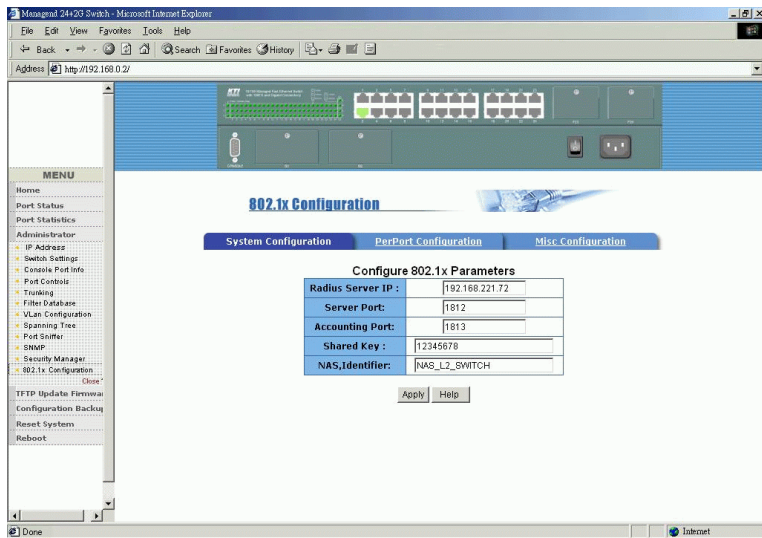 Managend 24+2G Switch - Microsoft Internet Explorer
File Edit View Favorites Tools Help
Back Search Favorites History
Address http://192.168.0.2/
MENU
Home
Port Status
Port Statistics
Administrator
IP Address
Switch Settings
Console Port Info
Port Controls
Trunking
Filter Database
VLan Configuration
Spanning Tree
Port Sniffer
SNMP
Security Manager
802.1x Configuration
Close
TFTP Update Firmwa
Configuration Backu
Reset System
Reboot
802.1x Configuration
System Configuration PerPort Configuration Misc Configuration
Configure 802.1x Parameters
Radius Server IP : 192.168.221.72
Server Port: 1812
Accounting Port: 1813
Shared Key : 12345678
NAS,Identifier: NAS_L2_SWITCH
Apply Help
Done Internet